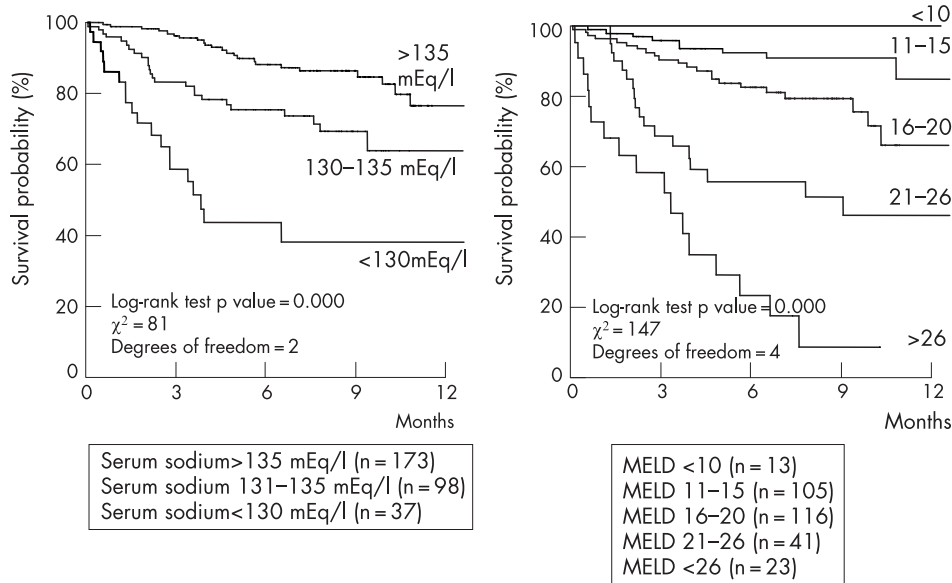 100
80
60
40
20
0
Survival probability (%)
>135
mEq/l
130–135 mEq/l
<130mEq/l
Log-rank test p value = 0.000
χ² = 81
Degrees of freedom = 2
0
3
6
9
12
Months
Serum sodium>135 mEq/l (n = 173)
Serum sodium 131–135 mEq/l (n = 98)
Serum sodium<130 mEq/l (n = 37)
100
80
60
40
20
0
Survival probability (%)
<10
11–15
16–20
21–26
>26
Log-rank test p value = 0.000
χ² = 147
Degrees of freedom = 4
0
3
6
9
12
Months
MELD <10 (n = 13)
MELD 11–15 (n = 105)
MELD 16–20 (n = 116)
MELD 21–26 (n = 41)
MELD <26 (n = 23)